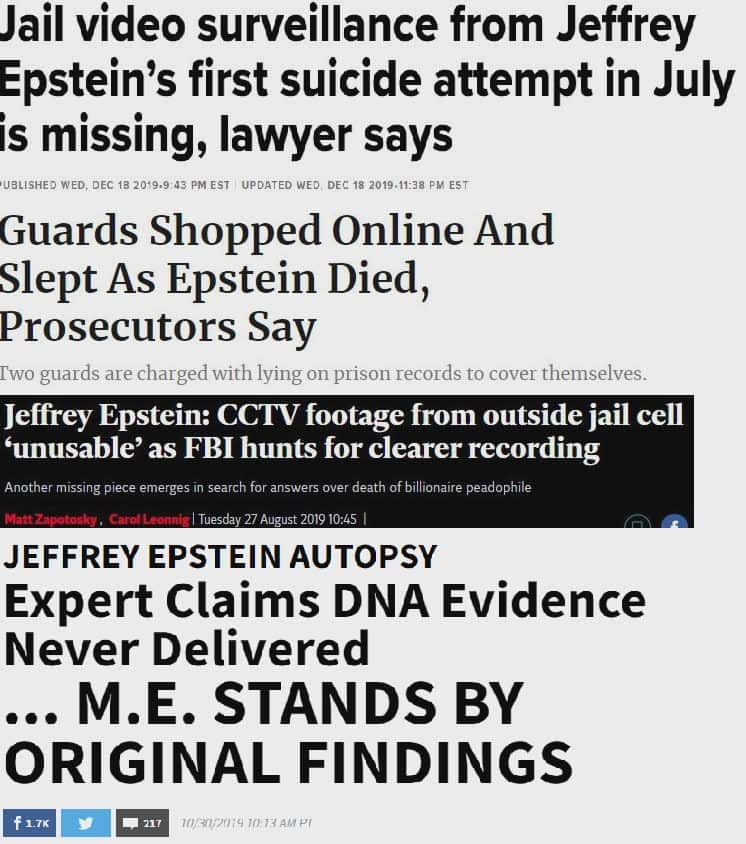 Jail video surveillance from Jeffrey
Epstein's first suicide attempt in July
is missing, lawyer says
PUBLISHED WED, DEC 18 2019•9:43 PM EST | UPDATED WED, DEC 18 2019•11:38 PM EST
Guards Shopped Online And
Slept As Epstein Died,
Prosecutors Say
Two guards are charged with lying on prison records to cover themselves.
Jeffrey Epstein: CCTV footage from outside jail cell
‘unusable’ as FBI hunts for clearer recording
Another missing piece emerges in search for answers over death of billionaire peadophile
Matt Zapotosky, Carol Leonnig | Tuesday 27 August 2019 10:45 |
JEFFREY EPSTEIN AUTOPSY
Expert Claims DNA Evidence
Never Delivered
... M.E. STANDS BY
ORIGINAL FINDINGS
f 1.7K 217 10/30/2019 10:13 AM PT